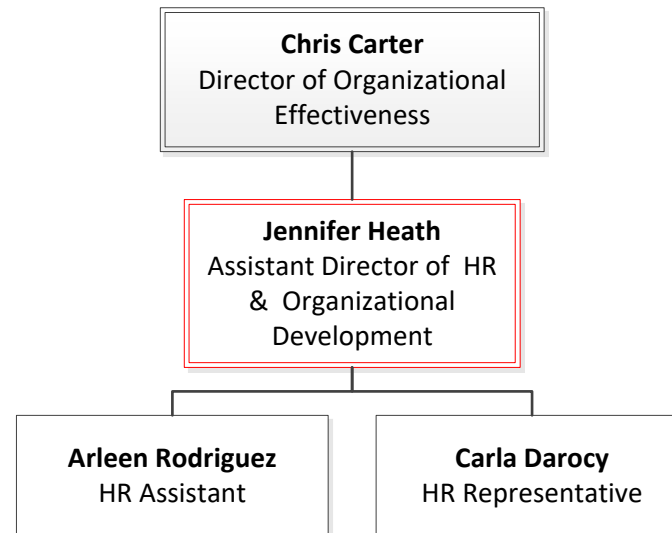 Chris Carter
Director of Organizational
Effectiveness
Jennifer Heath
Assistant Director of HR
& Organizational
Development
Arleen Rodriguez
HR Assistant
Carla Darocy
HR Representative